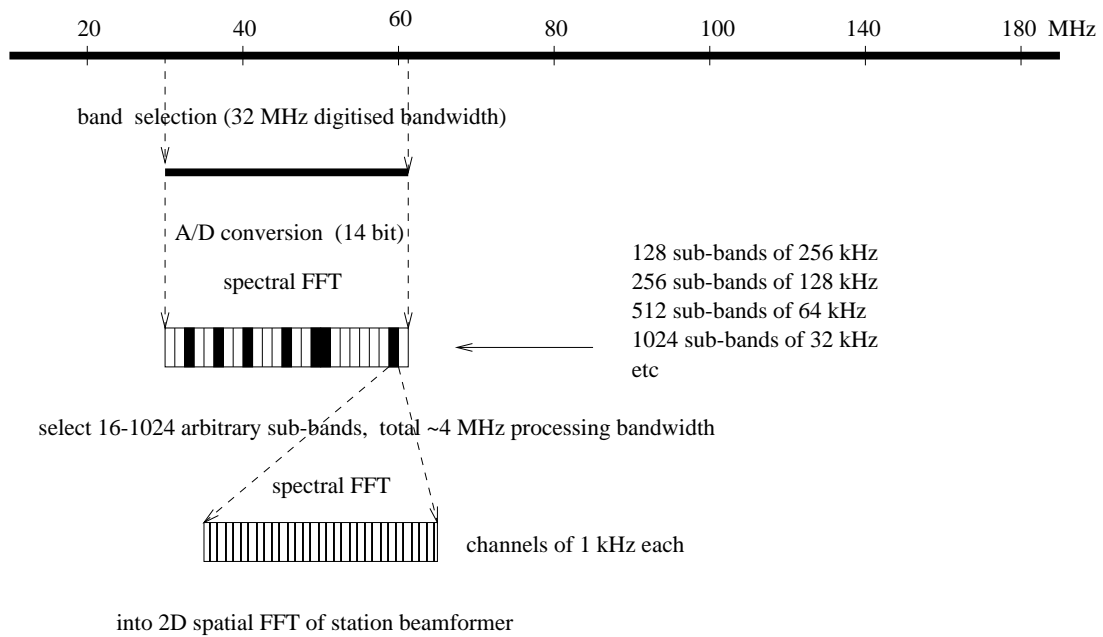 20 40 60 80 100 140 180 MHz
band selection (32 MHz digitised bandwidth)
A/D conversion (14 bit)
spectral FFT
128 sub-bands of 256 kHz
256 sub-bands of 128 kHz
512 sub-bands of 64 kHz
1024 sub-bands of 32 kHz
etc
select 16-1024 arbitrary sub-bands, total ~4 MHz processing bandwidth
spectral FFT
channels of 1 kHz each
into 2D spatial FFT of station beamformer